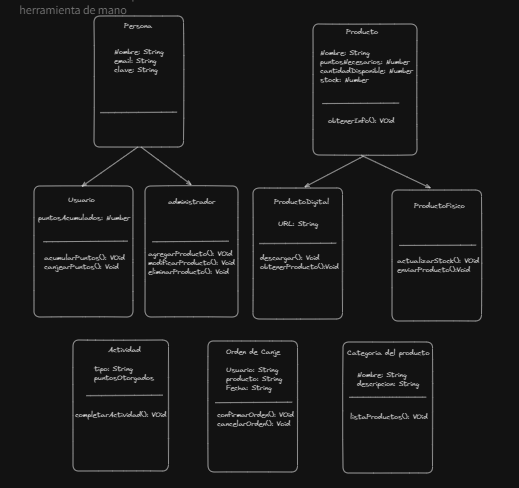 herramienta de mano
Persona
Nombre: String
email: String
clave: String
Producto
Nombre: String
puntosNecesarios: Number
cantidadDisponible: Number
stock: Number
obtenerInfo(): VOid
Usuario
puntosAcumulados: Number
acumularPuntos(): VOid
canjearPuntos(): Void
administrador
agregarProducto(): VOid
modificarProducto(): Void
eliminarProducto(): Void
ProductoDigital
URL: String
descargar(): Void
obtenerProducto():Void
ProductoFisico
actualizarStock(): VOid
enviarProducto():Void
Actividad
tipo: String
puntosOtorgados
completarActividad(): VOid
Orden de Canje
Usuario: String
producto: String
Fecha: String
confirmarOrden(): VOid
cancelarOrden(): Void
Categoria del producto
Nombre: String
descripcion: String
listaProductos(): VOid